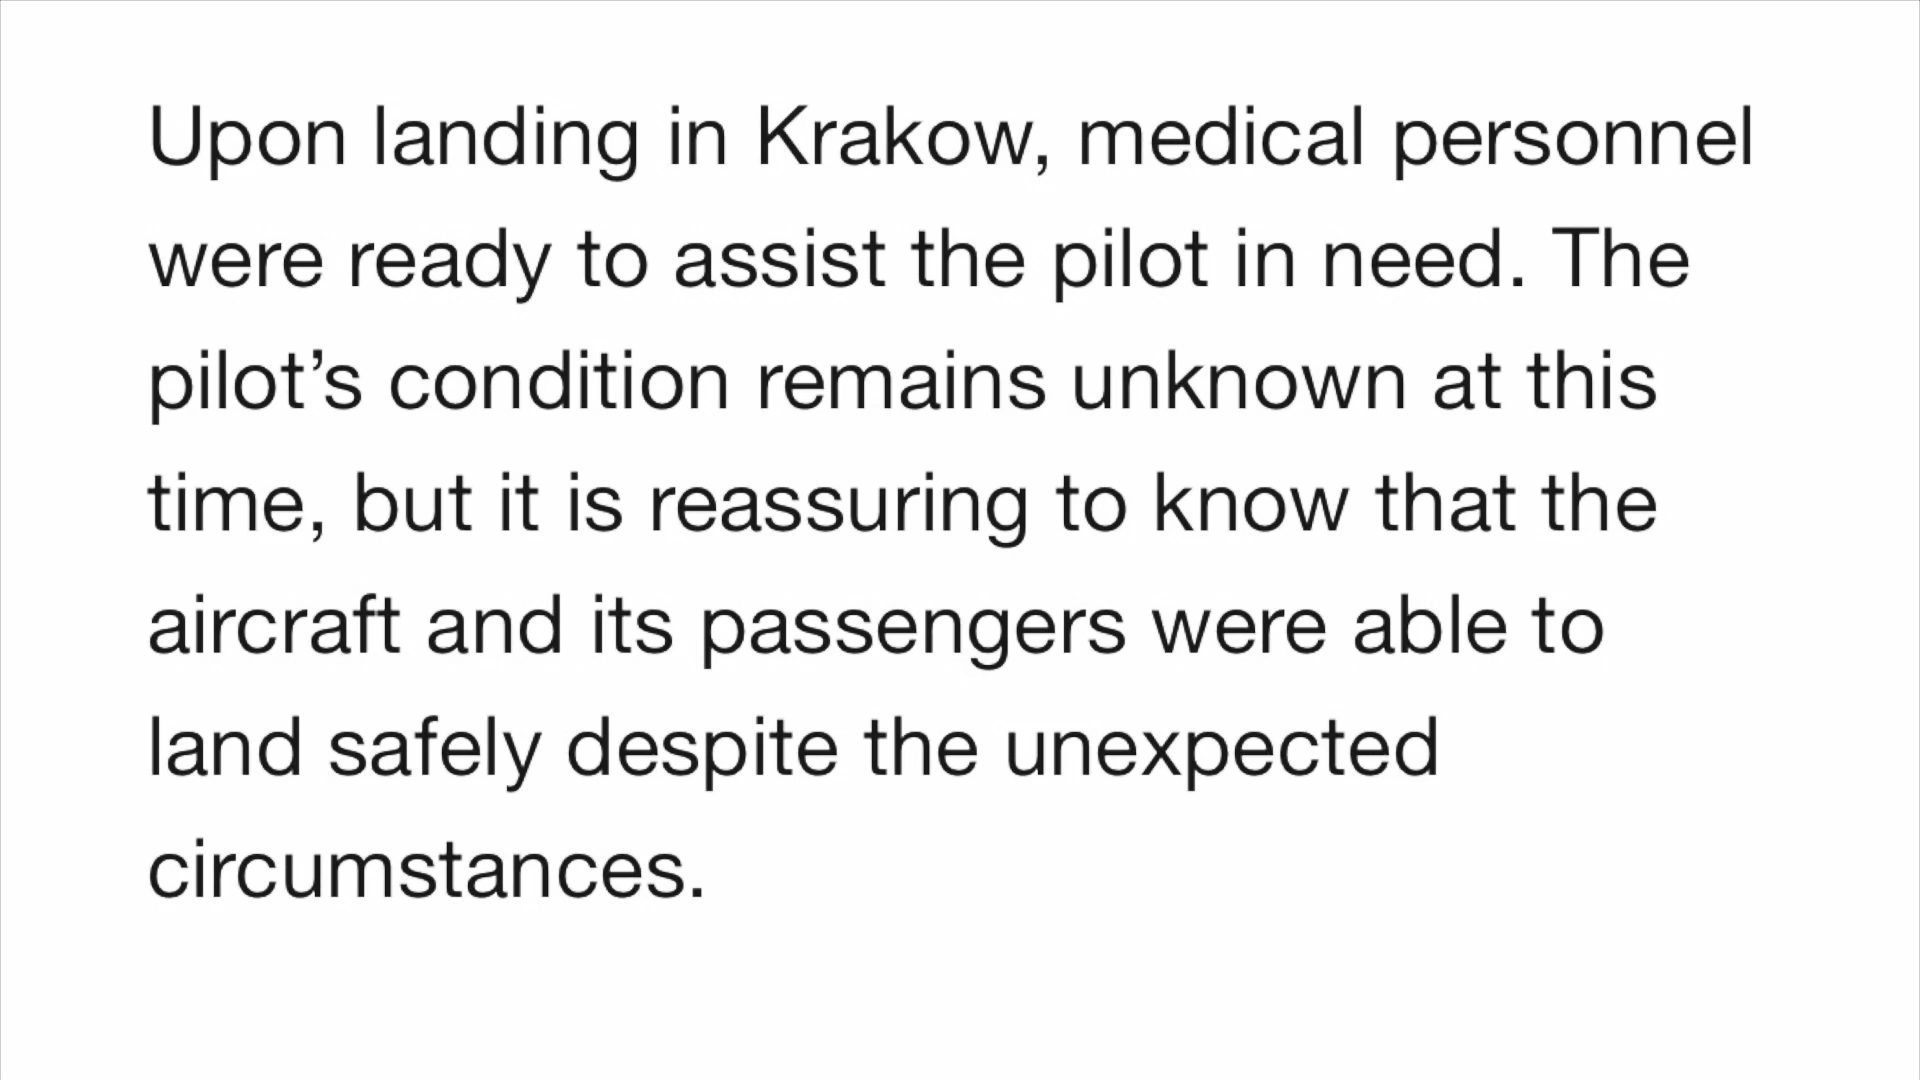 Upon landing in Krakow, medical personnel
were ready to assist the pilot in need. The
pilot’s condition remains unknown at this
time, but it is reassuring to know that the
aircraft and its passengers were able to
land safely despite the unexpected
circumstances.